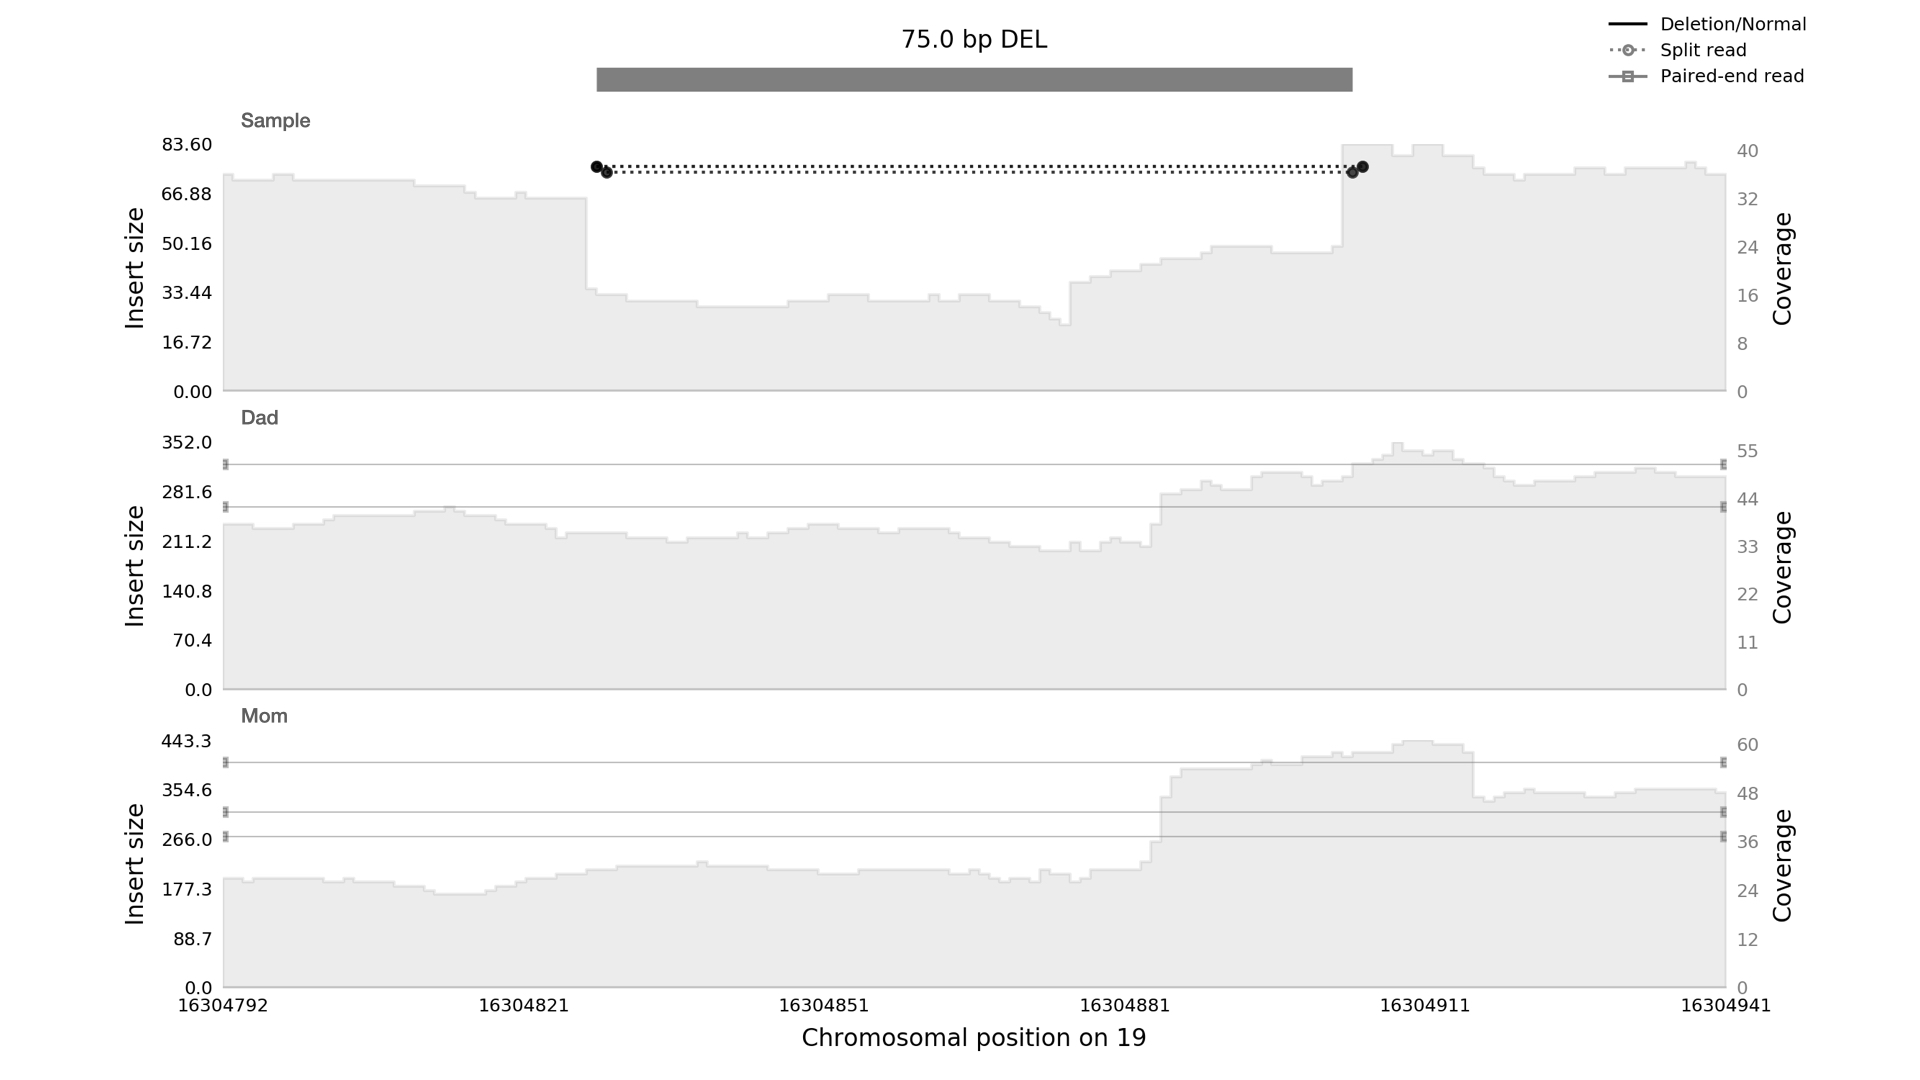 75.0 bp DEL
Deletion/Normal
Split read
Paired-end read
Sample
83.60
66.88
50.16
33.44
16.72
0.00
Insert size
40
32
24
16
8
0
Coverage
Dad
352.0
281.6
211.2
140.8
70.4
0.0
Insert size
55
44
33
22
11
0
Coverage
Mom
443.3
354.6
266.0
177.3
88.7
0.0
Insert size
60
48
36
24
12
0
Coverage
16304792 16304821 16304851 16304881 16304911 16304941
Chromosomal position on 19